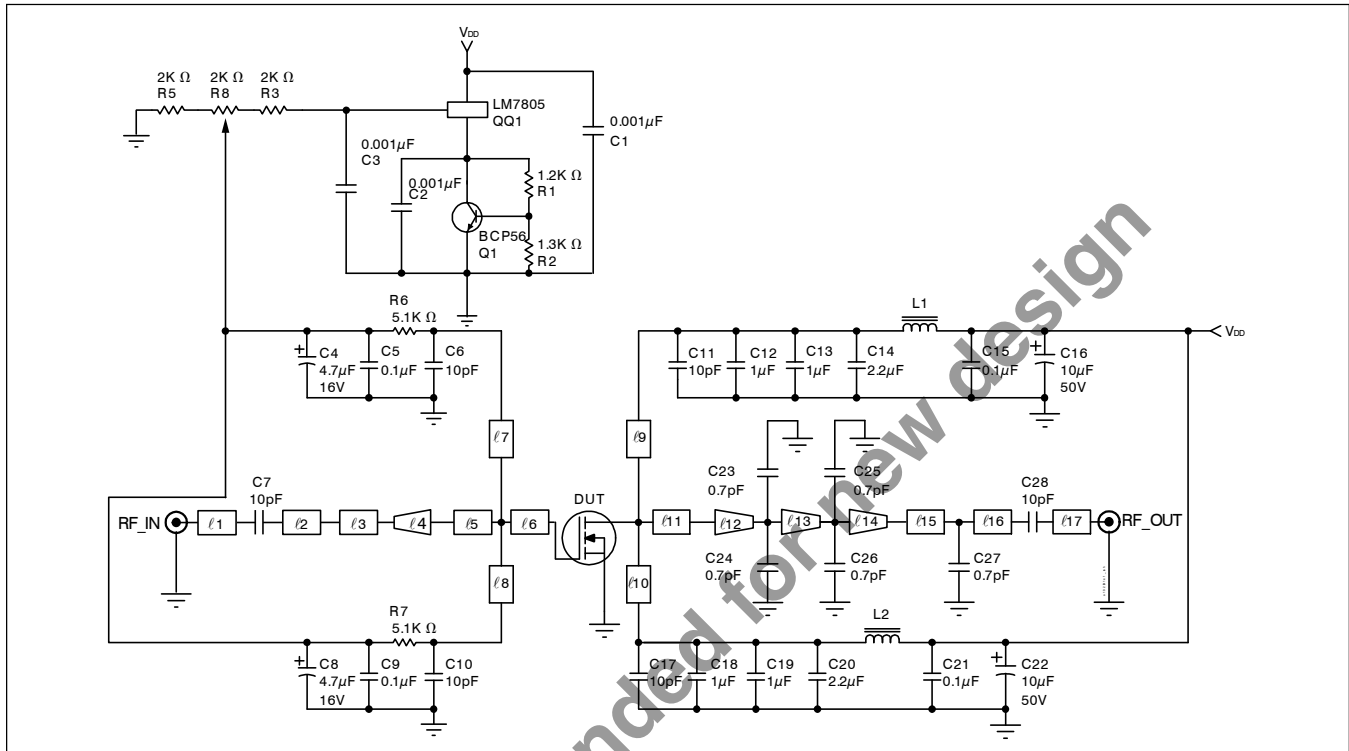 VDD
2K Ω
R5
2K Ω
R8
2K Ω
R3
LM7805
QQ1
0.001µF
C3
0.001µF
C2
0.001µF
C1
1.2K Ω
R1
BCP56
Q1
1.3K Ω
R2
R6
5.1K Ω
C4
4.7µF
16V
C5
0.1µF
C6
10pF
L1
VDD
C11
10pF
C12
1µF
C13
1µF
C14
2.2µF
C15
0.1µF
C16
10µF
50V
ℓ7
ℓ9
C23
0.7pF
C25
0.7pF
C7
10pF
DUT
C28
10pF
RF_IN
ℓ1
ℓ2
ℓ3
ℓ4
ℓ5
ℓ6
ℓ11
ℓ12
ℓ13
ℓ14
ℓ15
ℓ16
ℓ17
RF_OUT
ℓ8
ℓ10
C24
0.7pF
C26
0.7pF
C27
0.7pF
R7
5.1K Ω
L2
C8
4.7µF
16V
C9
0.1µF
C10
10pF
C17
10pF
C18
1µF
C19
1µF
C20
2.2µF
C21
0.1µF
C22
10µF
50V
nded for new design